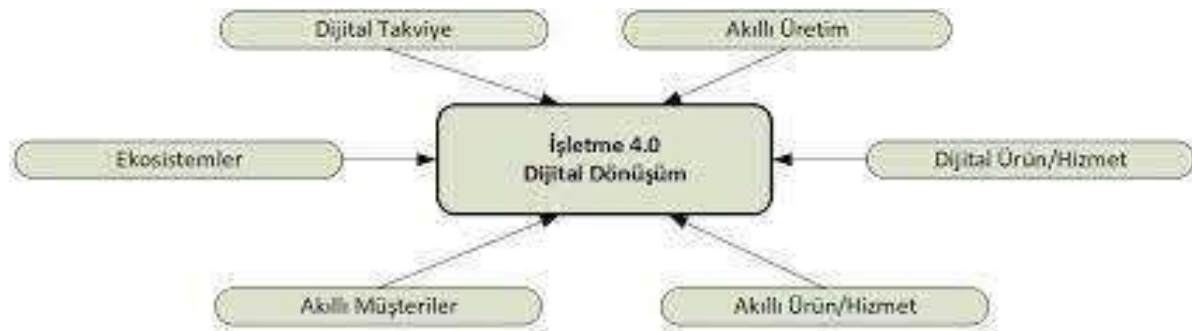 Dijital Takviye
Akıllı Üretim
Ekosistemler
İşletme 4.0
Dijital Dönüşüm
Dijital Ürün/Hizmet
Akıllı Müşteriler
Akıllı Ürün/Hizmet